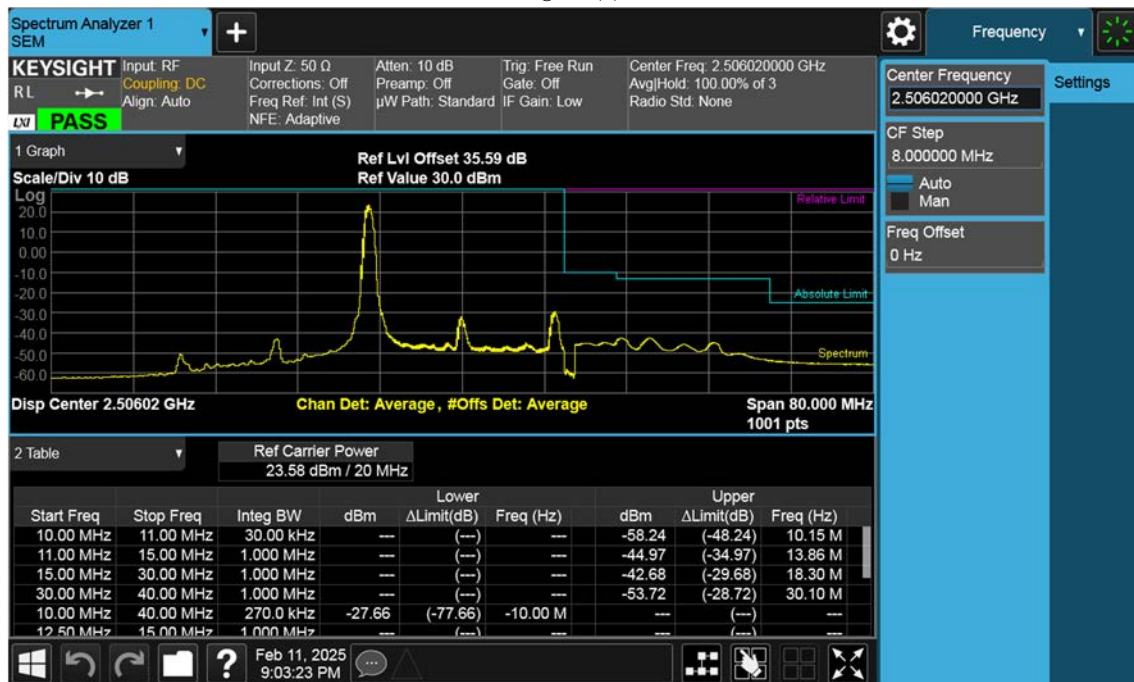 Spectrum Analyzer 1
SEM
+
Frequency
KEYSIGHT
RL
LXI
PASS
Input: RF
Coupling: DC
Align: Auto
Input Z: 50 Ω
Corrections: Off
Freq Ref: Int (S)
NFE: Adaptive
Atten: 10 dB
Preamp: Off
µW Path: Standard
Trig: Free Run
Gate: Off
IF Gain: Low
Center Freq: 2.506020000 GHz
Avg|Hold: 100.00% of 3
Radio Std: None
Center Frequency
2.506020000 GHz
Settings
CF Step
8.000000 MHz
Auto
Man
Freq Offset
0 Hz
1 Graph
Scale/Div 10 dB
Ref Lvl Offset 35.59 dB
Ref Value 30.0 dBm
Log
20.0
10.0
0.00
-10.0
-20.0
-30.0
-40.0
-50.0
-60.0
Relative Limit
Absolute Limit
Spectrum
Disp Center 2.50602 GHz
Chan Det: Average, #Offs Det: Average
Span 80.000 MHz
1001 pts
2 Table
Ref Carrier Power
23.58 dBm / 20 MHz
Lower Upper
Start Freq Stop Freq Integ BW dBm ΔLimit(dB) Freq (Hz) dBm ΔLimit(dB) Freq (Hz)
10.00 MHz 11.00 MHz 30.00 kHz --- (---) --- -58.24 (-48.24) 10.15 M
11.00 MHz 15.00 MHz 1.000 MHz --- (---) --- -44.97 (-34.97) 13.86 M
15.00 MHz 30.00 MHz 1.000 MHz --- (---) --- -42.68 (-29.68) 18.30 M
30.00 MHz 40.00 MHz 1.000 MHz --- (---) --- -53.72 (-28.72) 30.10 M
10.00 MHz 40.00 MHz 270.0 kHz -27.66 (-77.66) -10.00 M --- (---) ---
12.50 MHz 15.00 MHz 1.000 MHz --- (---) --- --- (---) ---
?
Feb 11, 2025
9:03:23 PM